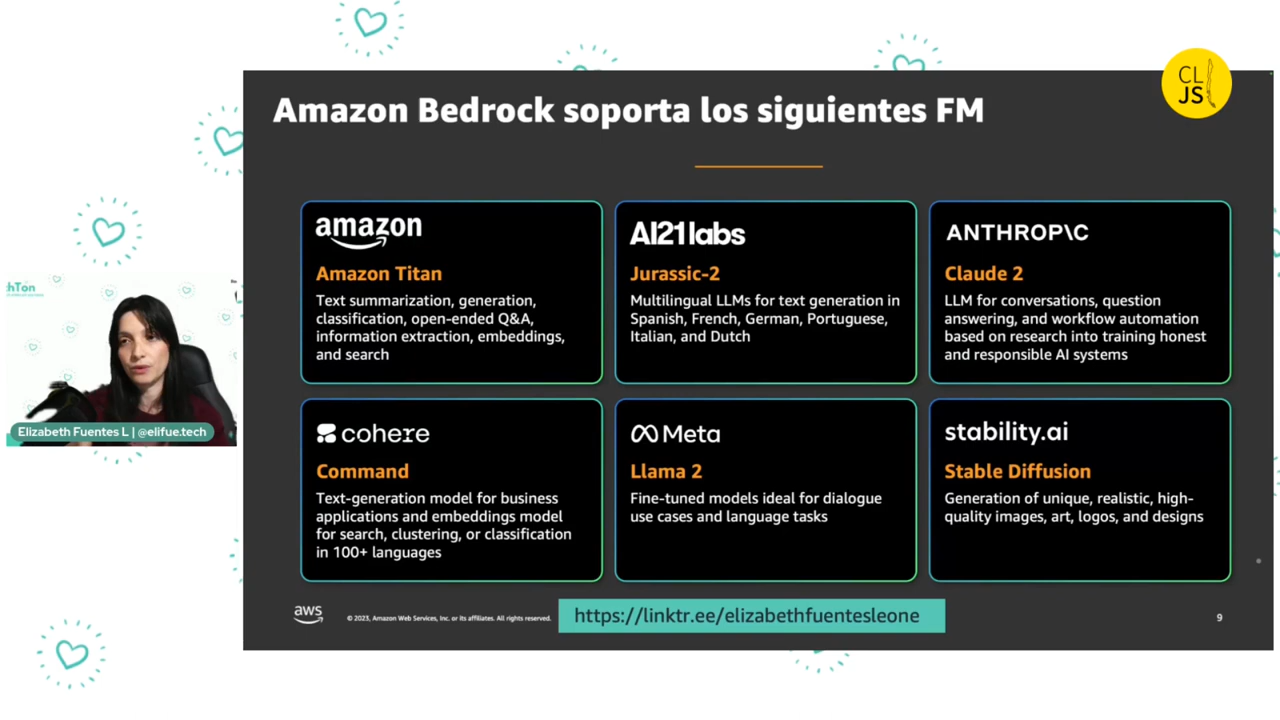 CL
JS
Amazon Bedrock soporta los siguientes FM
amazon
Amazon Titan
Text summarization, generation,
classification, open-ended Q&A,
information extraction, embeddings,
and search
AI21labs
Jurassic-2
Multilingual LLMs for text generation in
Spanish, French, German, Portuguese,
Italian, and Dutch
ANTHROP\C
Claude 2
LLM for conversations, question
answering, and workflow automation
based on research into training honest
and responsible AI systems
cohere
Command
Text-generation model for business
applications and embeddings model
for search, clustering, or classification
in 100+ languages
Meta
Llama 2
Fine-tuned models ideal for dialogue
use cases and language tasks
stability.ai
Stable Diffusion
Generation of unique, realistic, high-
quality images, art, logos, and designs
hTon
Elizabeth Fuentes L | @elifue.tech
aws
© 2023, Amazon Web Services, Inc. or its affiliates. All rights reserved.
https://linktr.ee/elizabethfuentesleone
9